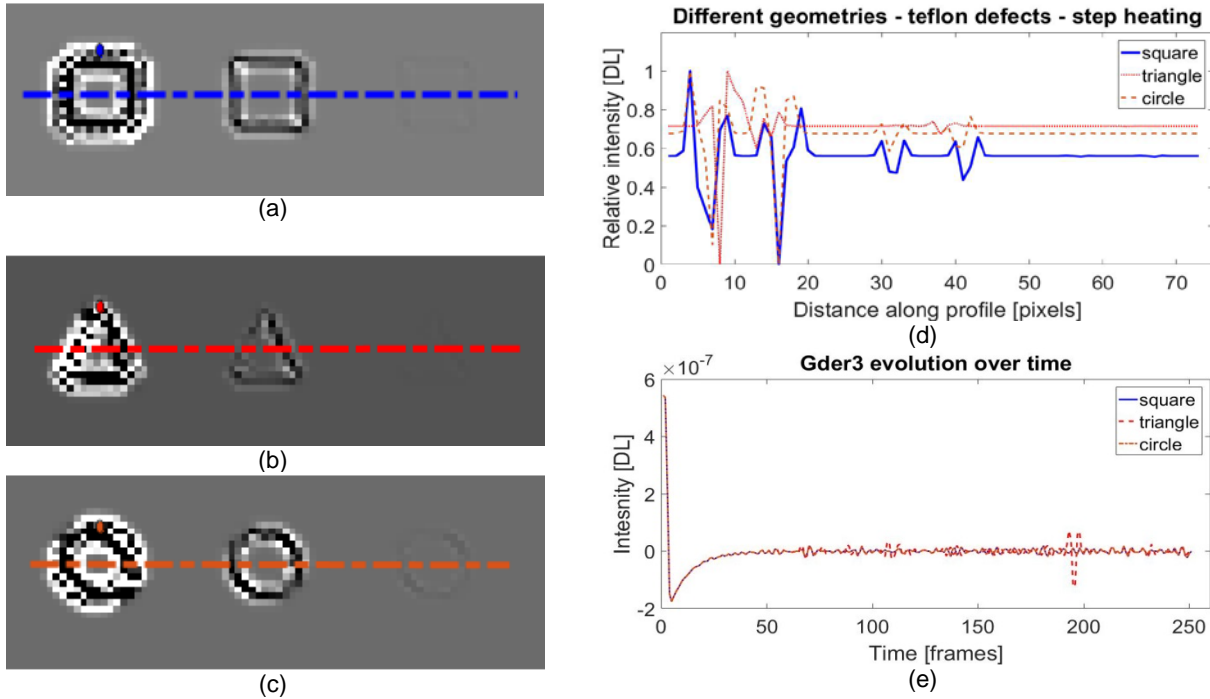 (a)
(b)
(c)
Different geometries - teflon defects - step heating
Relative intensity [DL]
1
0.8
0.6
0.4
0.2
0
square
triangle
circle
0 10 20 30 40 50 60 70
Distance along profile [pixels]
(d)
Gder3 evolution over time
×10⁻⁷
Intesnity [DL]
6
4
2
0
-2
square
triangle
circle
0 50 100 150 200 250
Time [frames]
(e)